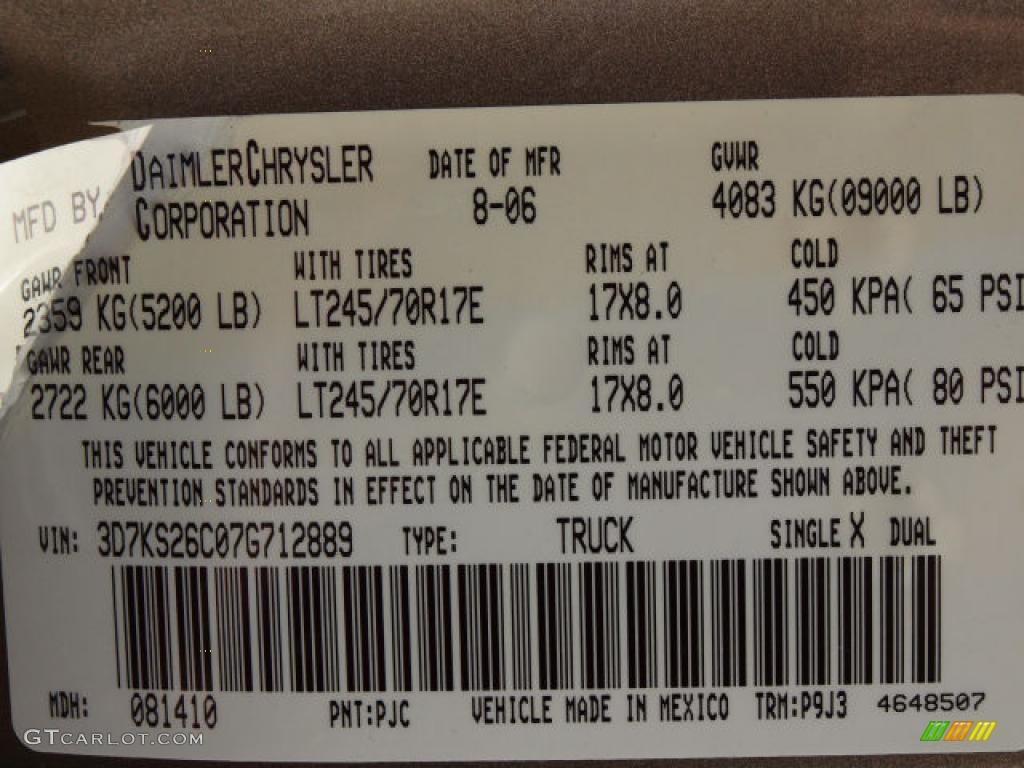 MFD BY DAIMLERCHRYSLER CORPORATION DATE OF MFR 8-06 GVWR 4083 KG(09000 LB)
GAWR FRONT WITH TIRES RIMS AT COLD
2359 KG(5200 LB) LT245/70R17E 17X8.0 450 KPA( 65 PSI
GAWR REAR WITH TIRES RIMS AT COLD
2722 KG(6000 LB) LT245/70R17E 17X8.0 550 KPA( 80 PSI
THIS VEHICLE CONFORMS TO ALL APPLICABLE FEDERAL MOTOR VEHICLE SAFETY AND THEFT
PREVENTION STANDARDS IN EFFECT ON THE DATE OF MANUFACTURE SHOWN ABOVE.
VIN: 3D7KS26C07G712889 TYPE: TRUCK SINGLE X DUAL
MDH: 081410 PNT:PJC VEHICLE MADE IN MEXICO TRM:P9J3 4648507
GTCARLOT.COM